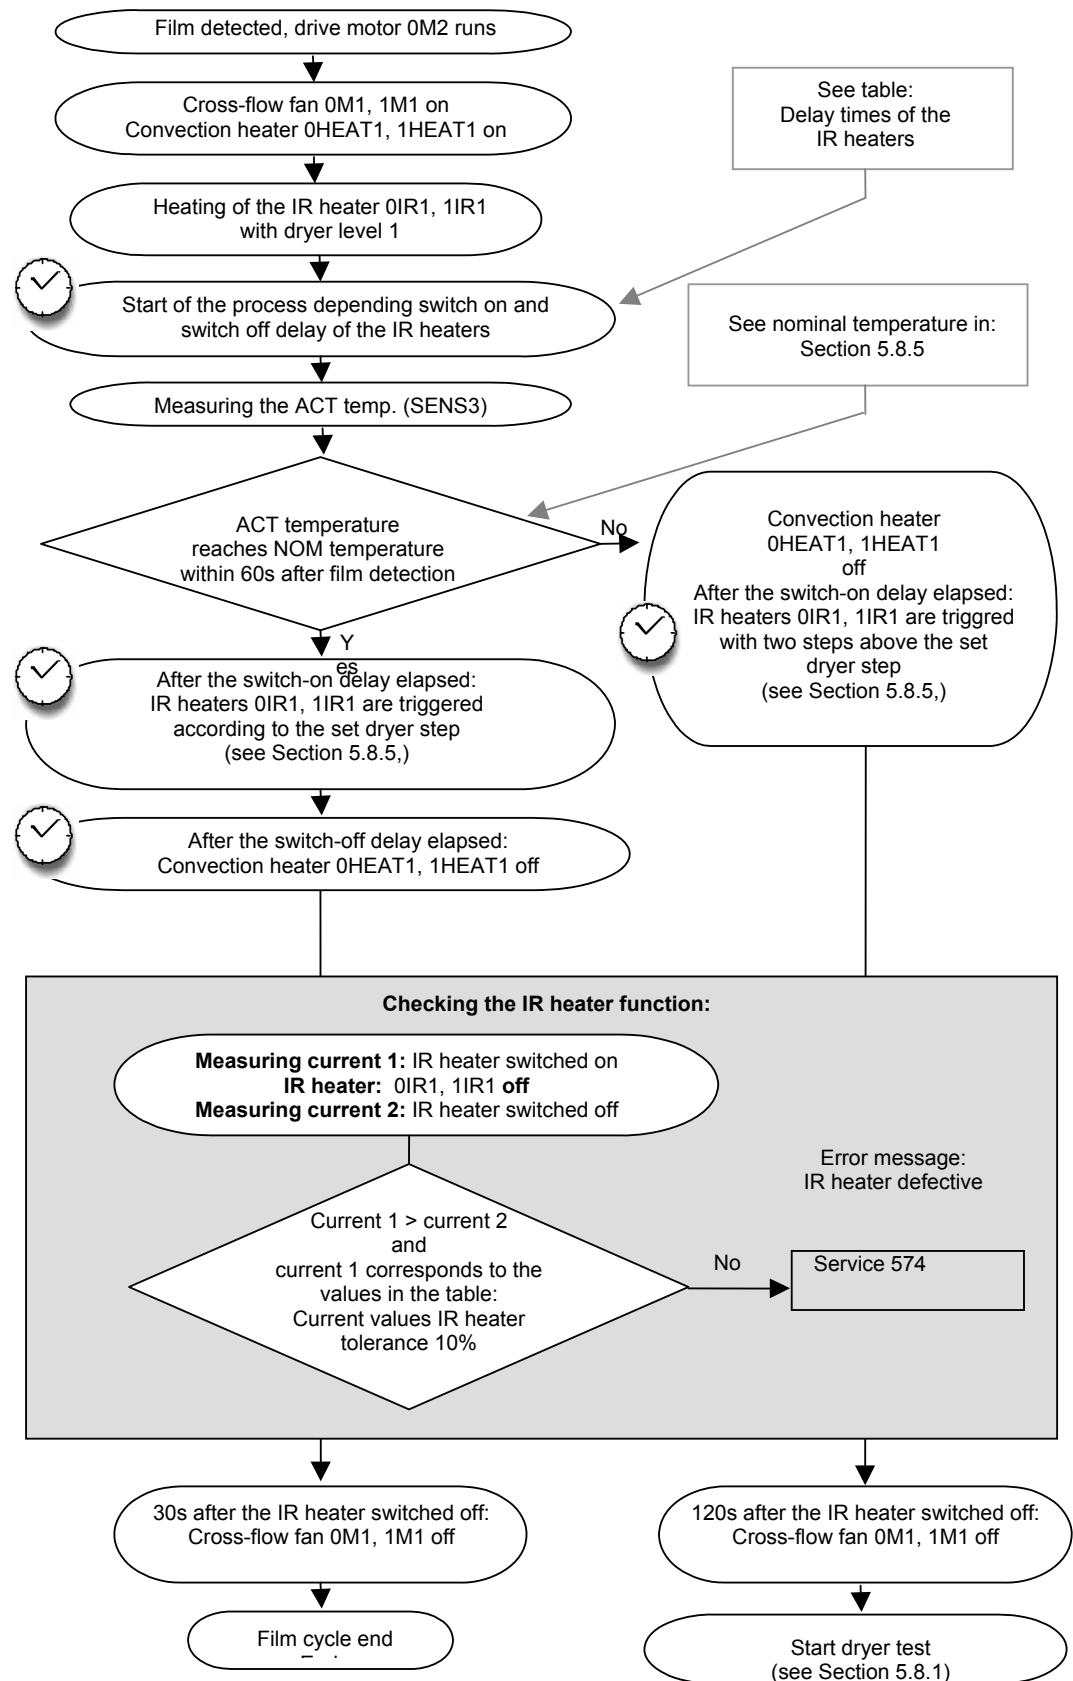 Film detected, drive motor 0M2 runs
Cross-flow fan 0M1, 1M1 on
Convection heater 0HEAT1, 1HEAT1 on
See table:
Delay times of the
IR heaters
Heating of the IR heater 0IR1, 1IR1
with dryer level 1
Start of the process depending switch on and
switch off delay of the IR heaters
See nominal temperature in:
Section 5.8.5
Measuring the ACT temp. (SENS3)
ACT temperature
reaches NOM temperature
within 60s after film detection
No
Convection heater
0HEAT1, 1HEAT1
off
After the switch-on delay elapsed:
IR heaters 0IR1, 1IR1 are triggred
with two steps above the set
dryer step
(see Section 5.8.5,)
Y
es
After the switch-on delay elapsed:
IR heaters 0IR1, 1IR1 are triggered
according to the set dryer step
(see Section 5.8.5,)
After the switch-off delay elapsed:
Convection heater 0HEAT1, 1HEAT1 off
Checking the IR heater function:
Measuring current 1: IR heater switched on
IR heater: 0IR1, 1IR1 off
Measuring current 2: IR heater switched off
Error message:
IR heater defective
Current 1 > current 2
and
current 1 corresponds to the
values in the table:
Current values IR heater
tolerance 10%
No
Service 574
30s after the IR heater switched off:
Cross-flow fan 0M1, 1M1 off
120s after the IR heater switched off:
Cross-flow fan 0M1, 1M1 off
Film cycle end
Start dryer test
(see Section 5.8.1)